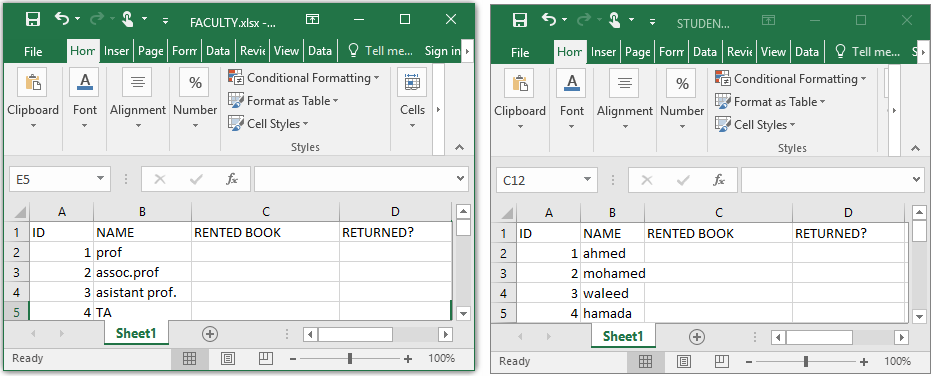 FACULTY.xlsx -...
File Hom Inser Page Form Data Revie View Data Tell me... Sign in
Clipboard Font Alignment Number
Conditional Formatting
Format as Table
Cell Styles
Styles
Cells
E5 fx
A B C D
1 ID NAME RENTED BOOK RETURNED?
2 1 prof
3 2 assoc.prof
4 3 asistant prof.
5 4 TA
Sheet1
Ready 100%
STUDEN...
File Hom Inser Page Form Data Revie View Data Tell me... Sign in
Clipboard Font Alignment Number
Conditional Formatting
Format as Table
Cell Styles
Styles
C12 fx
A B C D
1 ID NAME RENTED BOOK RETURNED?
2 1 ahmed
3 2 mohamed
4 3 waleed
5 4 hamada
Sheet1
Ready 100%